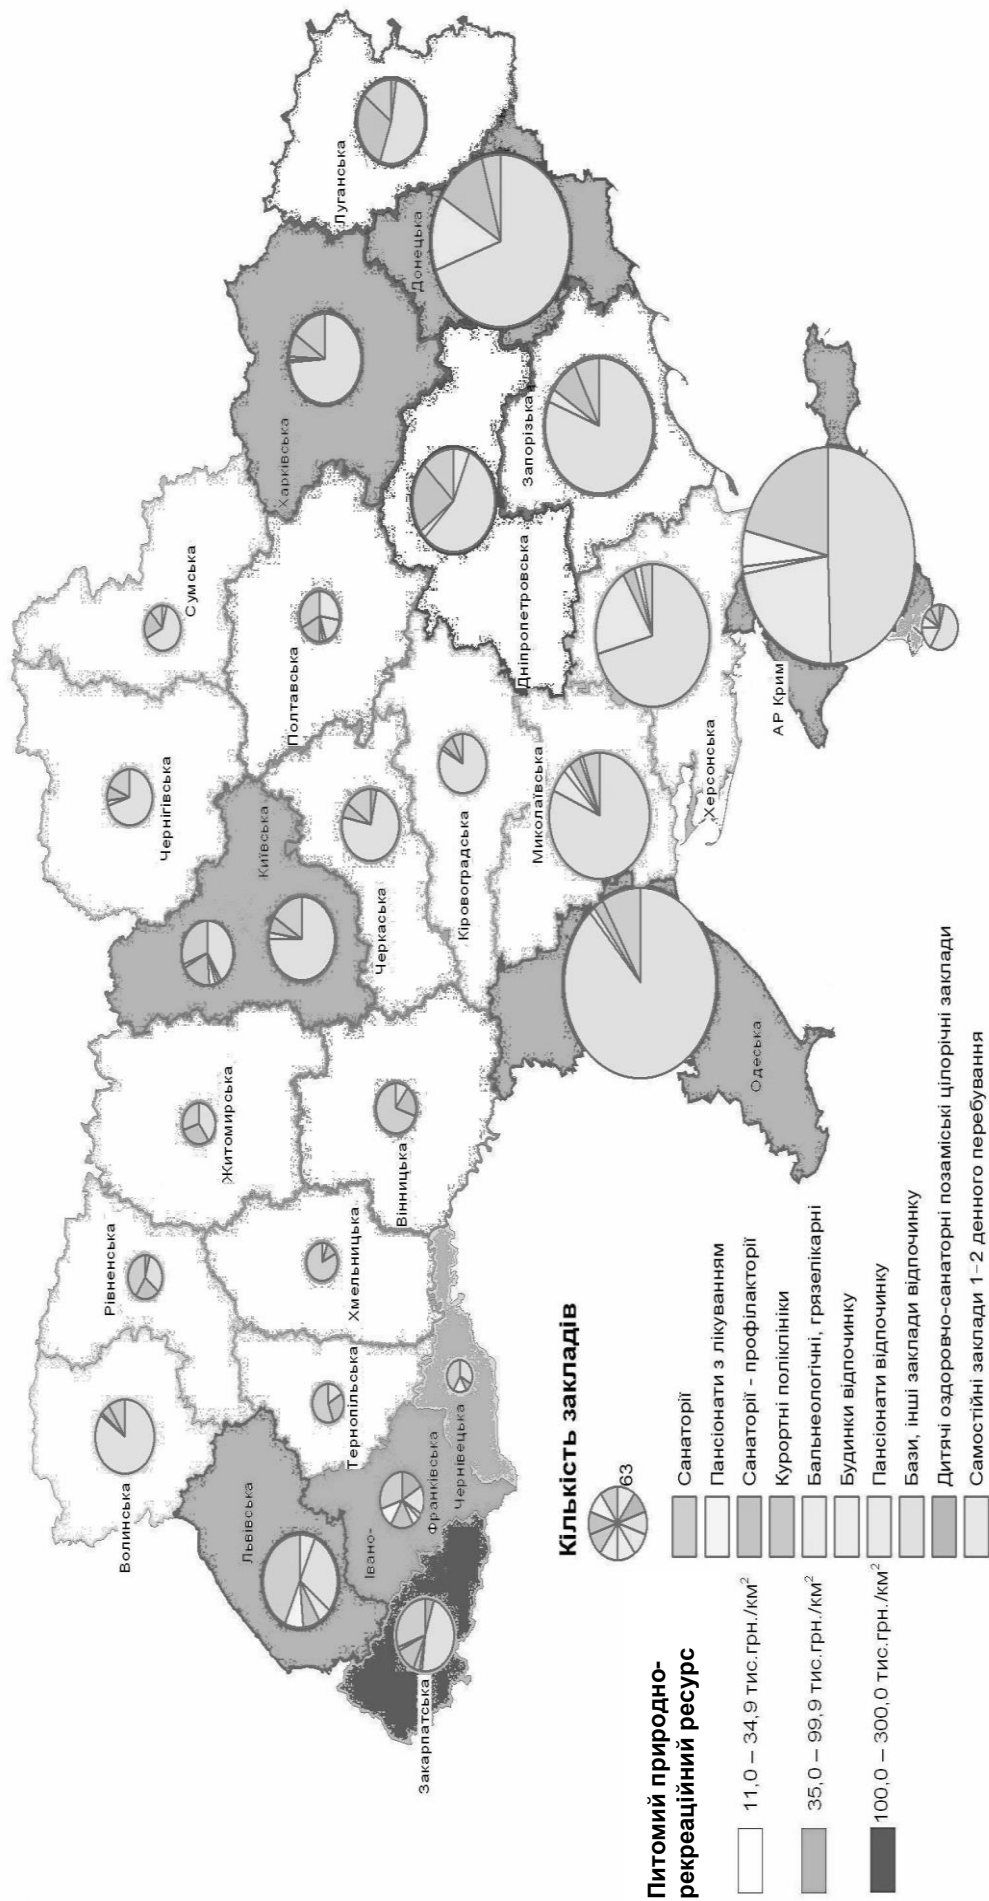 Волинська
Рівненська
Житомирська
Київська
Чернігівська
Сумська
Львівська
Тернопільська
Хмельницька
Вінницька
Черкаська
Полтавська
Харківська
Луганська
Закарпатська
Івано-
Франківська
Чернівецька
Кіровоградська
Дніпропетровська
Донецька
Запорізька
Миколаївська
Херсонська
Одеська
АР Крим
Питомий природно-
рекреаційний ресурс
11,0 – 34,9 тис.грн./км²
35,0 – 99,9 тис.грн./км²
100,0 – 300,0 тис.грн./км²
Кількість закладів
63
Санаторії
Пансіонати з лікуванням
Санаторії - профілакторії
Курортні поліклініки
Бальнеологічні, грязелікарні
Будинки відпочинку
Пансіонати відпочинку
Бази, інші заклади відпочинку
Дитячі оздоровчо-санаторні позаміські цілорічні заклади
Самостійні заклади 1–2 денного перебування